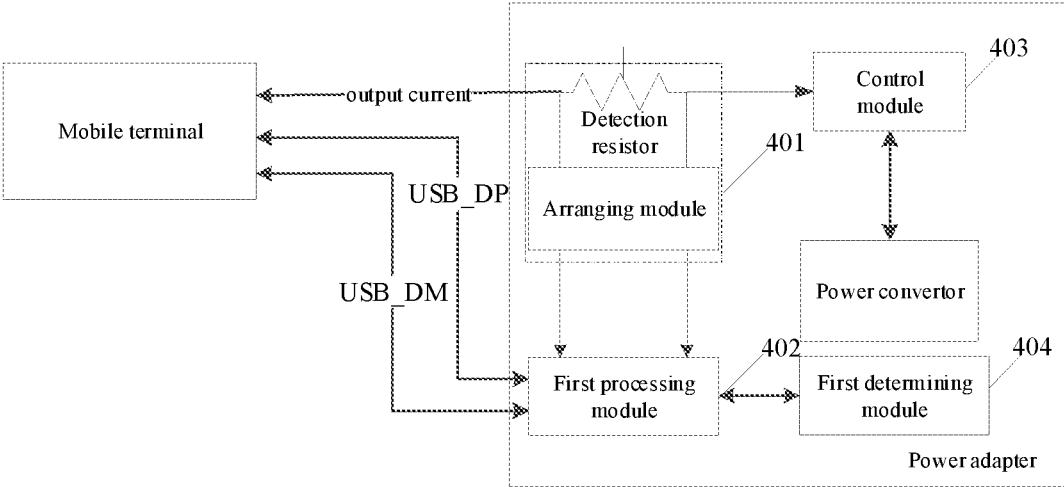 403
Control
module
output current
Mobile terminal
Detection
resistor
401
USB_DP
Arranging module
USB_DM
Power convertor
402
404
First processing
module
First determining
module
Power adapter